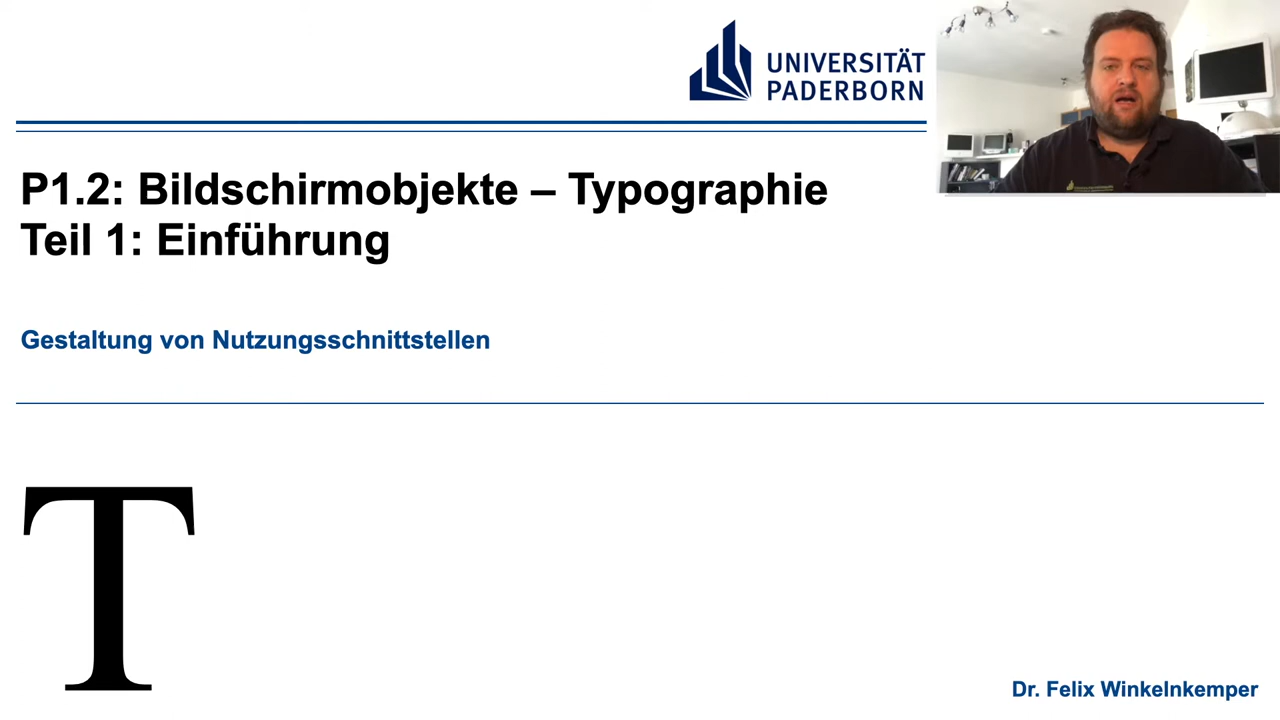 UNIVERSITÄT
PADERBORN
P1.2: Bildschirmobjekte – Typographie
Teil 1: Einführung
Gestaltung von Nutzungsschnittstellen
T
Dr. Felix Winkelnkemper